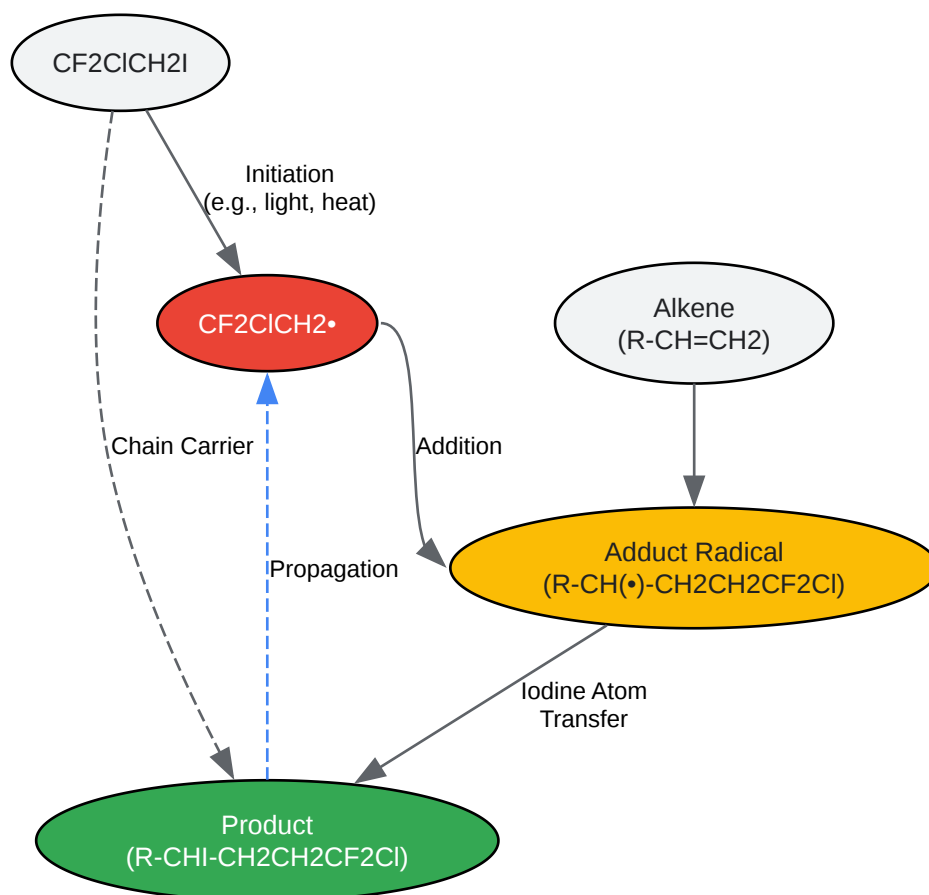 CF2ClCH2I
Initiation
(e.g., light, heat)
CF2ClCH2•
Alkene
(R-CH=CH2)
Chain Carrier
Addition
Propagation
Adduct Radical
(R-CH(•)-CH2CH2CF2Cl)
Iodine Atom
Transfer
Product
(R-CHI-CH2CH2CF2Cl)